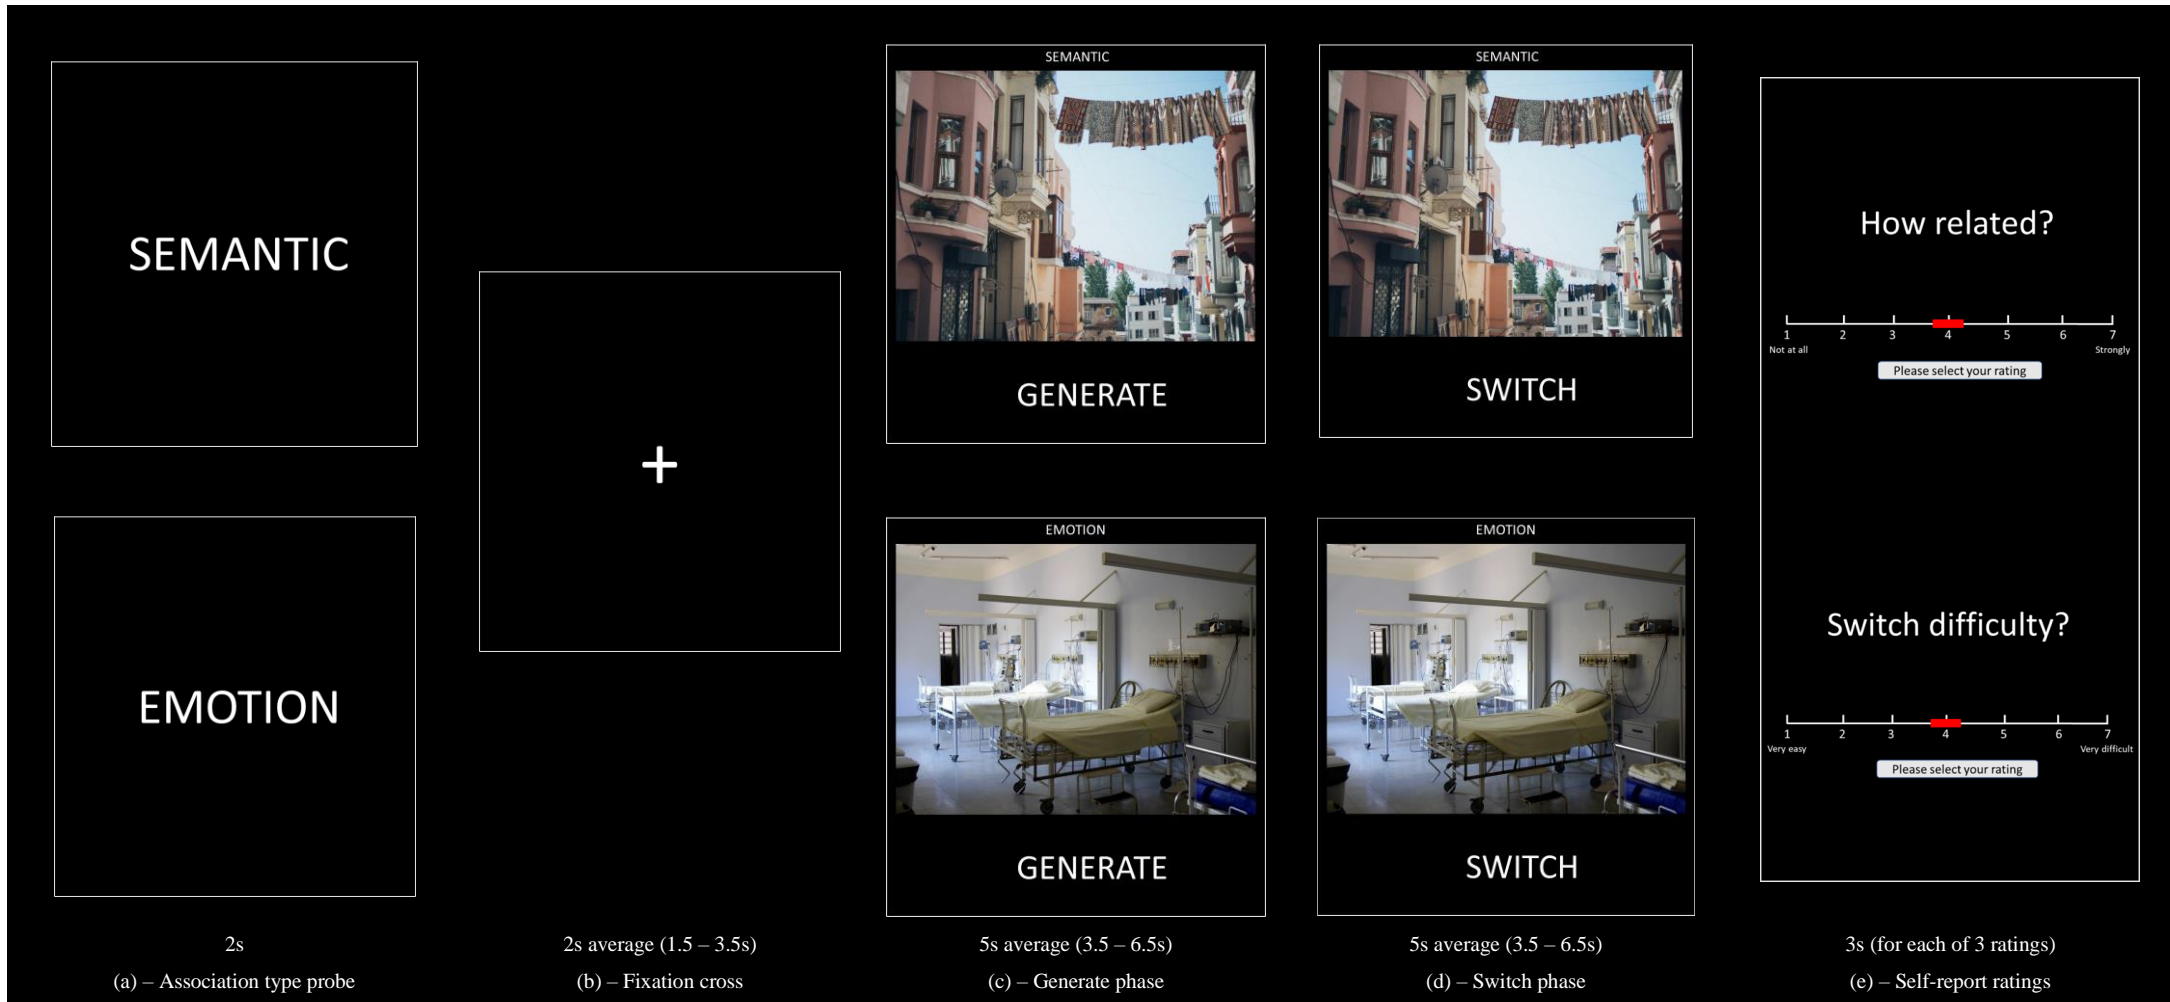 SEMANTIC
EMOTION
+
SEMANTIC
GENERATE
EMOTION
GENERATE
SEMANTIC
SWITCH
EMOTION
SWITCH
How related?
1 2 3 4 5 6 7
Not at all Strongly
Please select your rating
Switch difficulty?
1 2 3 4 5 6 7
Very easy Very difficult
Please select your rating
2s
(a) – Association type probe
2s average (1.5 – 3.5s)
(b) – Fixation cross
5s average (3.5 – 6.5s)
(c) – Generate phase
5s average (3.5 – 6.5s)
(d) – Switch phase
3s (for each of 3 ratings)
(e) – Self-report ratings